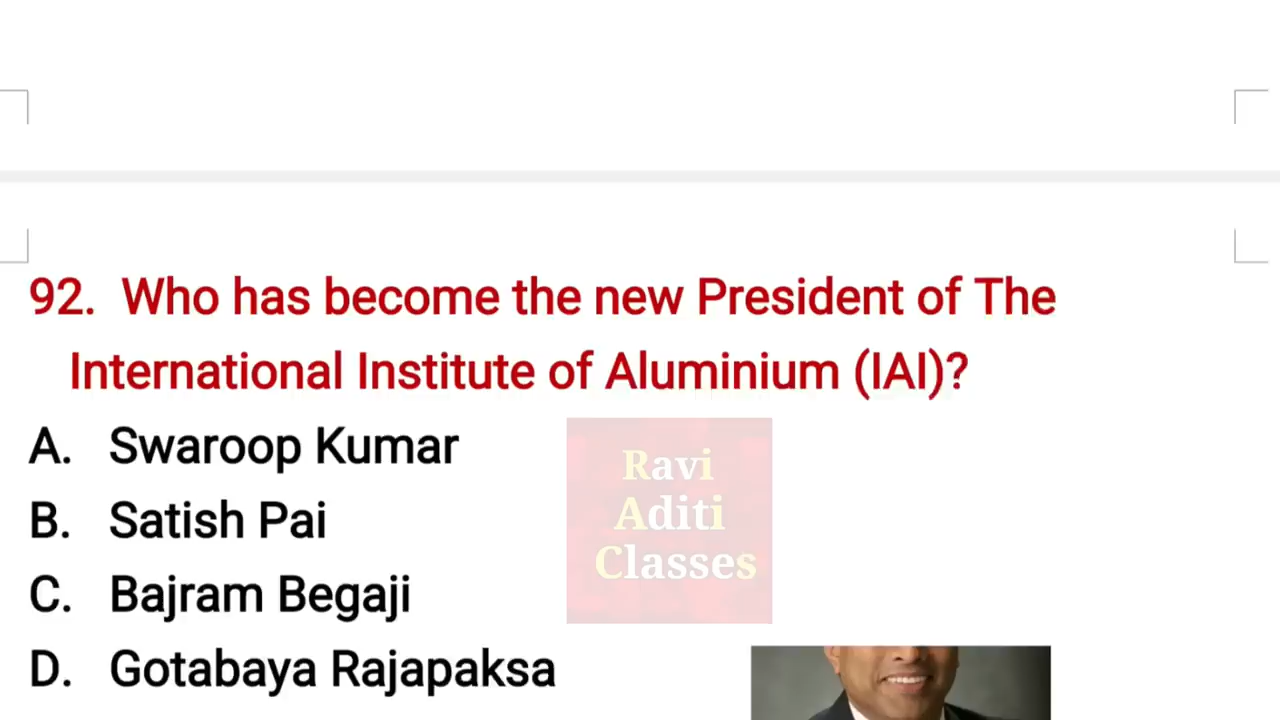 92. Who has become the new President of The
International Institute of Aluminium (IAI)?
A. Swaroop Kumar
B. Satish Pai
C. Bajram Begaji
D. Gotabaya Rajapaksa
Ravi
Aditi
Classes